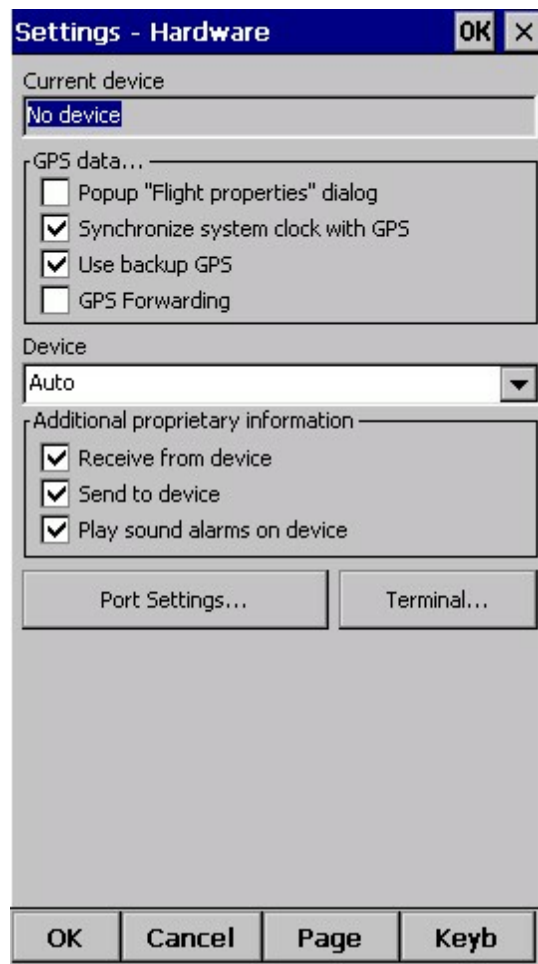 Settings - Hardware OK ×
Current device
No device
GPS data...
Popup "Flight properties" dialog
Synchronize system clock with GPS
Use backup GPS
GPS Forwarding
Device
Auto
Additional proprietary information
Receive from device
Send to device
Play sound alarms on device
Port Settings... Terminal...
OK Cancel Page Keyb